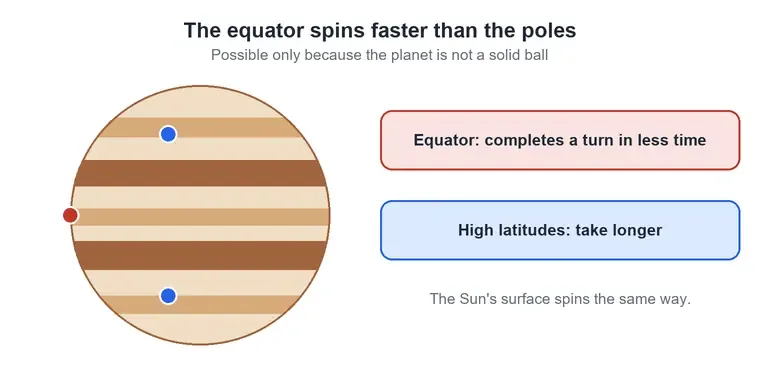 The equator spins faster than the poles
Possible only because the planet is not a solid ball
Equator: completes a turn in less time
High latitudes: take longer
The Sun's surface spins the same way.